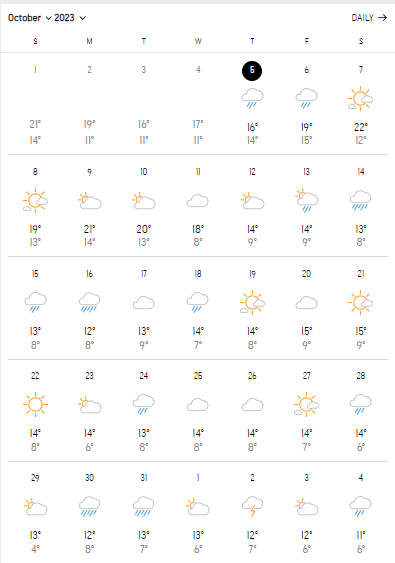 October 2023 DAILY
S M T W T F S
1 2 3 4 5 6 7
21° 19° 16° 17° 16° 19° 22°
14° 11° 11° 11° 14° 15° 12°
8 9 10 11 12 13 14
19° 21° 20° 18° 14° 14° 13°
13° 14° 13° 8° 9° 9° 8°
15 16 17 18 19 20 21
13° 12° 13° 14° 14° 15° 15°
8° 8° 9° 7° 8° 9° 9°
22 23 24 25 26 27 28
14° 14° 13° 14° 14° 14° 14°
8° 6° 8° 8° 8° 7° 6°
29 30 31 1 2 3 4
13° 12° 13° 13° 12° 12° 11°
4° 8° 7° 6° 7° 6° 6°